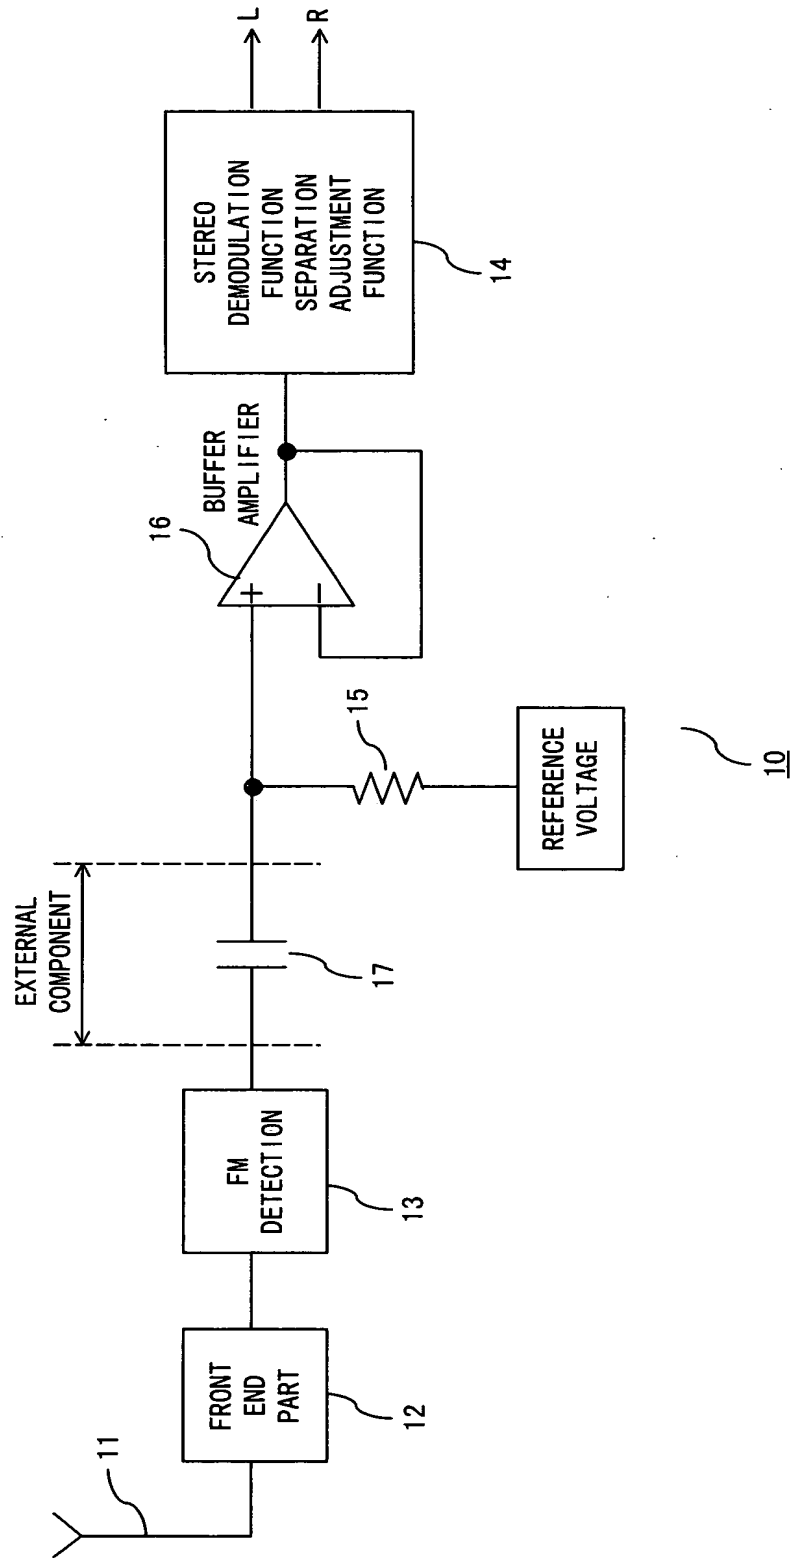 11
FRONT
END
PART
12
FM
DETECTION
13
EXTERNAL
COMPONENT
17
15
REFERENCE
VOLTAGE
16
BUFFER
AMPLIFIER
+
−
STEREO
DEMODULATION
FUNCTION
SEPARATION
ADJUSTMENT
FUNCTION
14
L
R
10